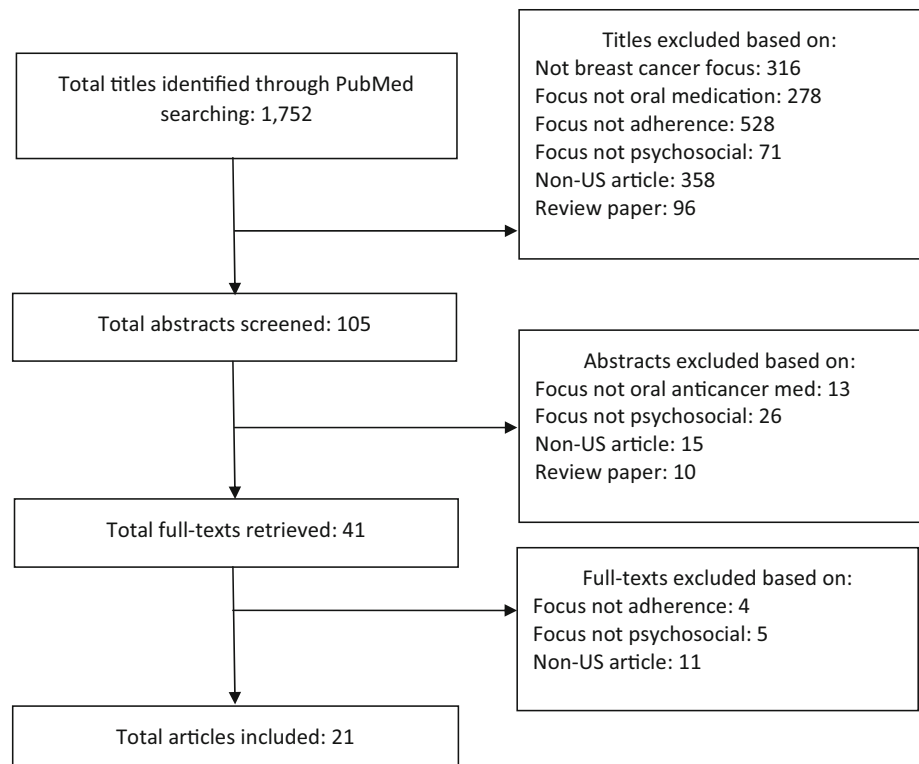 Total titles identified through PubMed
searching: 1,752
Titles excluded based on:
Not breast cancer focus: 316
Focus not oral medication: 278
Focus not adherence: 528
Focus not psychosocial: 71
Non-US article: 358
Review paper: 96
Total abstracts screened: 105
Abstracts excluded based on:
Focus not oral anticancer med: 13
Focus not psychosocial: 26
Non-US article: 15
Review paper: 10
Total full-texts retrieved: 41
Full-texts excluded based on:
Focus not adherence: 4
Focus not psychosocial: 5
Non-US article: 11
Total articles included: 21